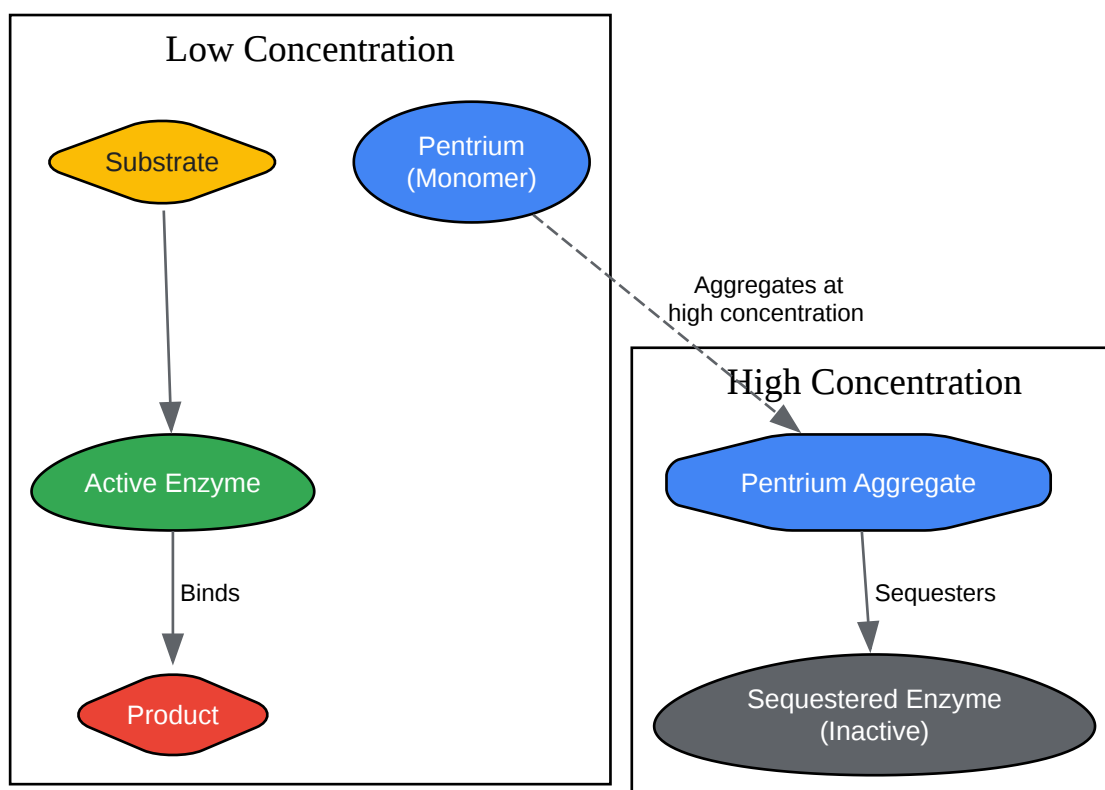 Low Concentration
Substrate
Pentrium
(Monomer)
Aggregates at
high concentration
High Concentration
Active Enzyme
Pentrium Aggregate
Binds
Sequesters
Product
Sequestered Enzyme
(Inactive)